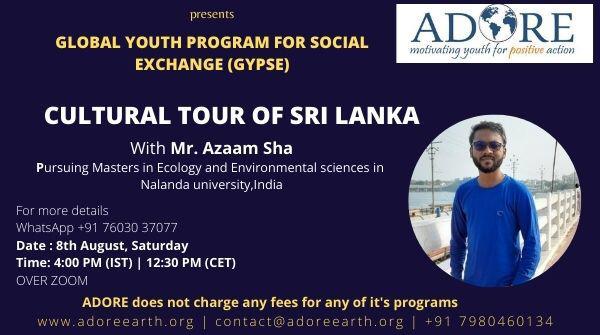 presents
GLOBAL YOUTH PROGRAM FOR SOCIAL
EXCHANGE (GYPSE)
ADORE
motivating youth for positive action
CULTURAL TOUR OF SRI LANKA
With Mr. Azaam Sha
Pursuing Masters in Ecology and Environmental sciences in
Nalanda university,India
For more details
WhatsApp +91 76030 37077
Date : 8th August, Saturday
Time: 4:00 PM (IST) | 12:30 PM (CET)
OVER ZOOM
ADORE does not charge any fees for any of it's programs
www.adoreearth.org | contact@adoreearth.org | +91 7980460134